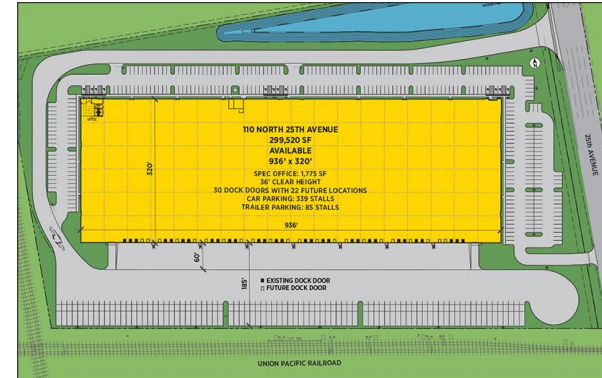 110 NORTH 25TH AVENUE
299,520 SF
AVAILABLE
936' x 320'
SPEC OFFICE: 1,775 SF
36' CLEAR HEIGHT
30 DOCK DOORS WITH 22 FUTURE LOCATIONS
CAR PARKING: 339 STALLS
TRAILER PARKING: 85 STALLS
320'
936'
60'
185'
EXISTING DOCK DOOR
FUTURE DOCK DOOR
25TH AVENUE
UNION PACIFIC RAILROAD